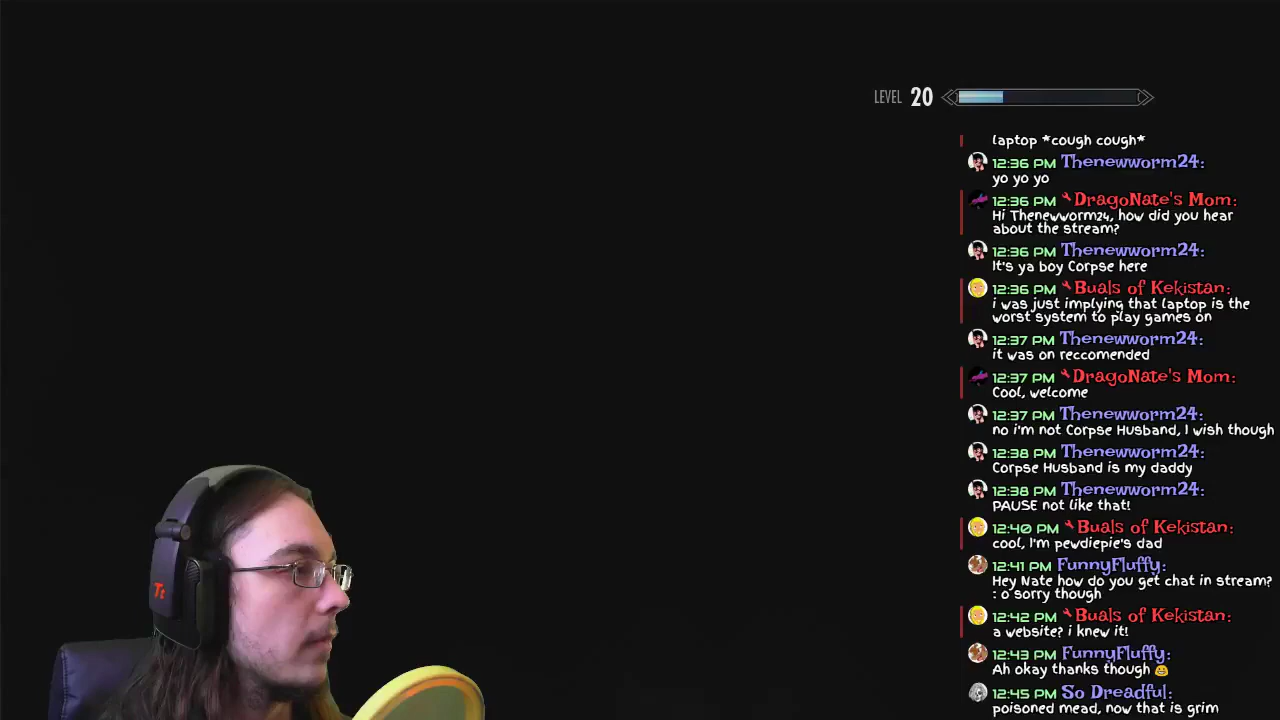 LEVEL 20
laptop *cough cough*
12:36 PM Thenewworm24:
yo yo yo
12:36 PM DragoNate's Mom:
Hi Thenewworm24, how did you hear
about the stream?
12:36 PM Thenewworm24:
It's ya boy Corpse here
12:36 PM Buals of Kekistan:
i was just implying that laptop is the
worst system to play games on
12:37 PM Thenewworm24:
it was on reccomended
12:37 PM DragoNate's Mom:
Cool, welcome
12:37 PM Thenewworm24:
no i'm not Corpse Husband, I wish though
12:38 PM Thenewworm24:
Corpse Husband is my daddy
12:38 PM Thenewworm24:
PAUSE not like that!
12:40 PM Buals of Kekistan:
cool, I'm pewdiepie's dad
12:41 PM FunnyFluffy:
Hey Nate how do you get chat in stream?
: o sorry though
12:42 PM Buals of Kekistan:
a website? i knew it!
12:43 PM FunnyFluffy:
Ah okay thanks though 😊
12:45 PM So Dreadful:
poisoned mead, now that is grim
Tt